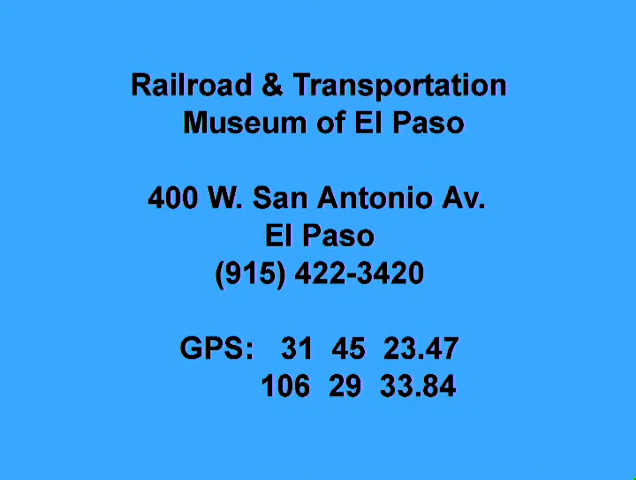 Railroad & Transportation
Museum of El Paso
400 W. San Antonio Av.
El Paso
(915) 422-3420
GPS: 31 45 23.47
106 29 33.84